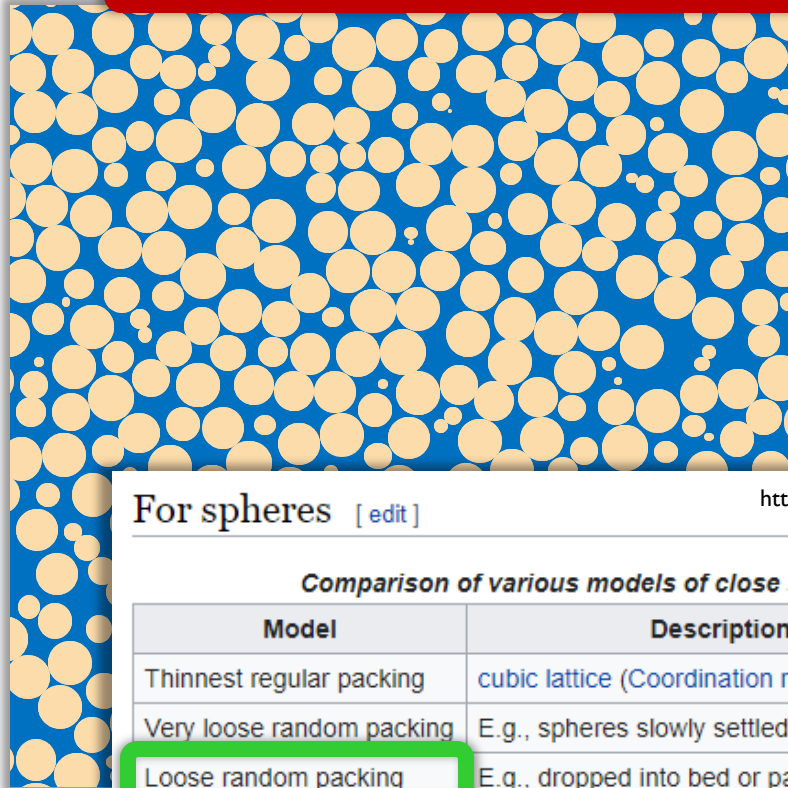 For spheres [ edit ]
htt
Comparison of various models of close
Model Description
Thinnest regular packing cubic lattice (Coordination
Very loose random packing E.g., spheres slowly settled
Loose random packing E.g., dropped into bed or pa